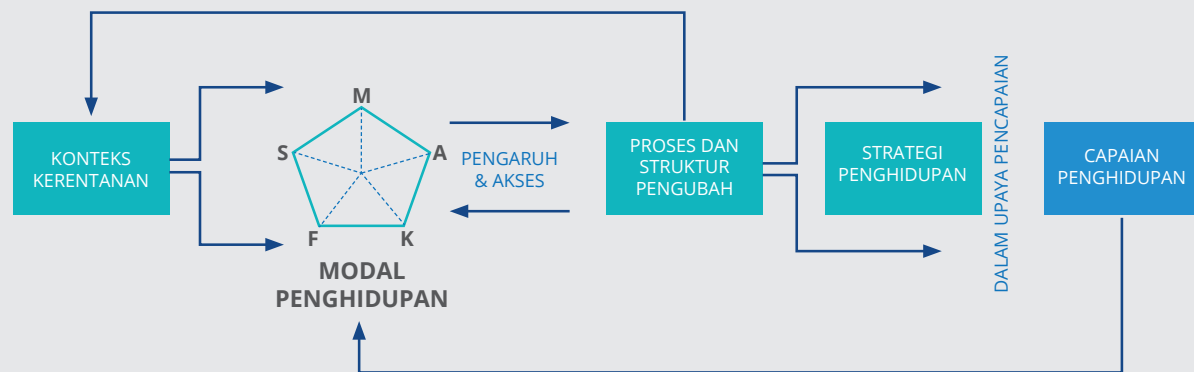 KONTEKS
KERENTANAN
M
S
A
F
K
MODAL
PENGHIDUPAN
PENGARUH
& AKSES
PROSES DAN
STRUKTUR
PENGUBAH
STRATEGI
PENGHIDUPAN
DALAM UPAYA PENCAPAIAN
CAPAIAN
PENGHIDUPAN